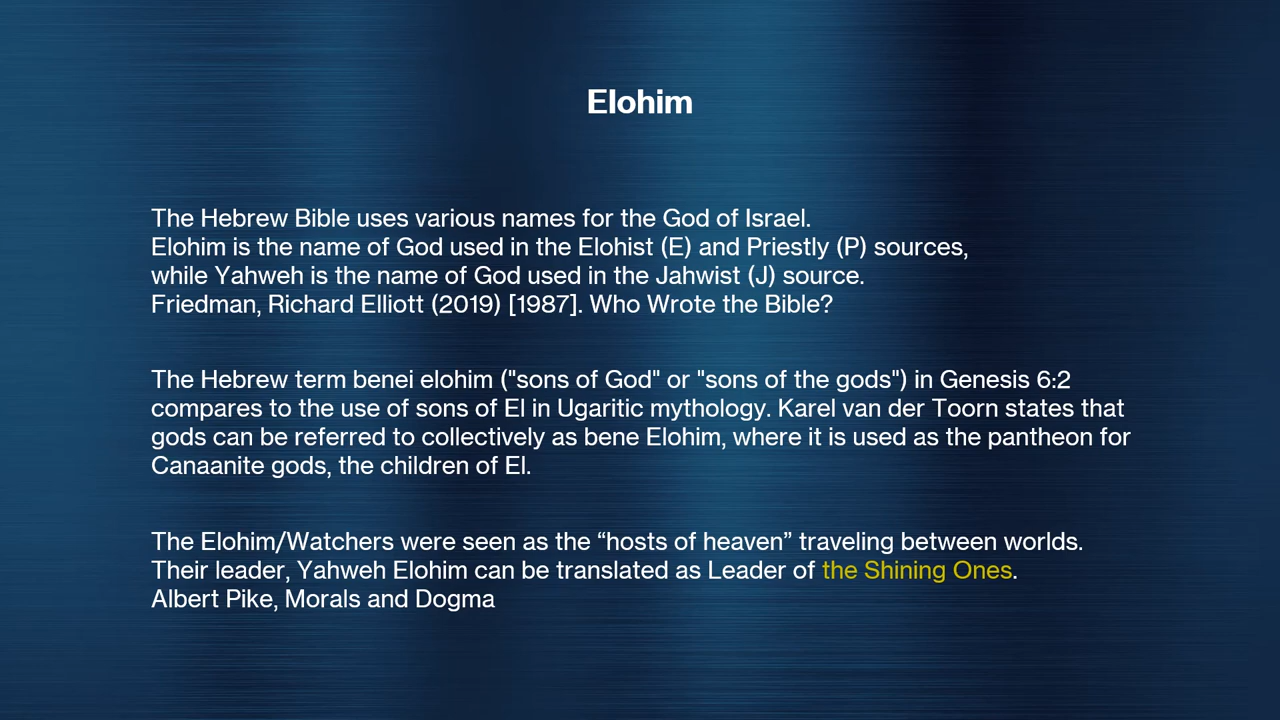 Elohim
The Hebrew Bible uses various names for the God of Israel.
Elohim is the name of God used in the Elohist (E) and Priestly (P) sources,
while Yahweh is the name of God used in the Jahwist (J) source.
Friedman, Richard Elliott (2019) [1987]. Who Wrote the Bible?
The Hebrew term benei elohim ("sons of God" or "sons of the gods") in Genesis 6:2
compares to the use of sons of El in Ugaritic mythology. Karel van der Toorn states that
gods can be referred to collectively as bene Elohim, where it is used as the pantheon for
Canaanite gods, the children of El.
The Elohim/Watchers were seen as the “hosts of heaven” traveling between worlds.
Their leader, Yahweh Elohim can be translated as Leader of the Shining Ones.
Albert Pike, Morals and Dogma